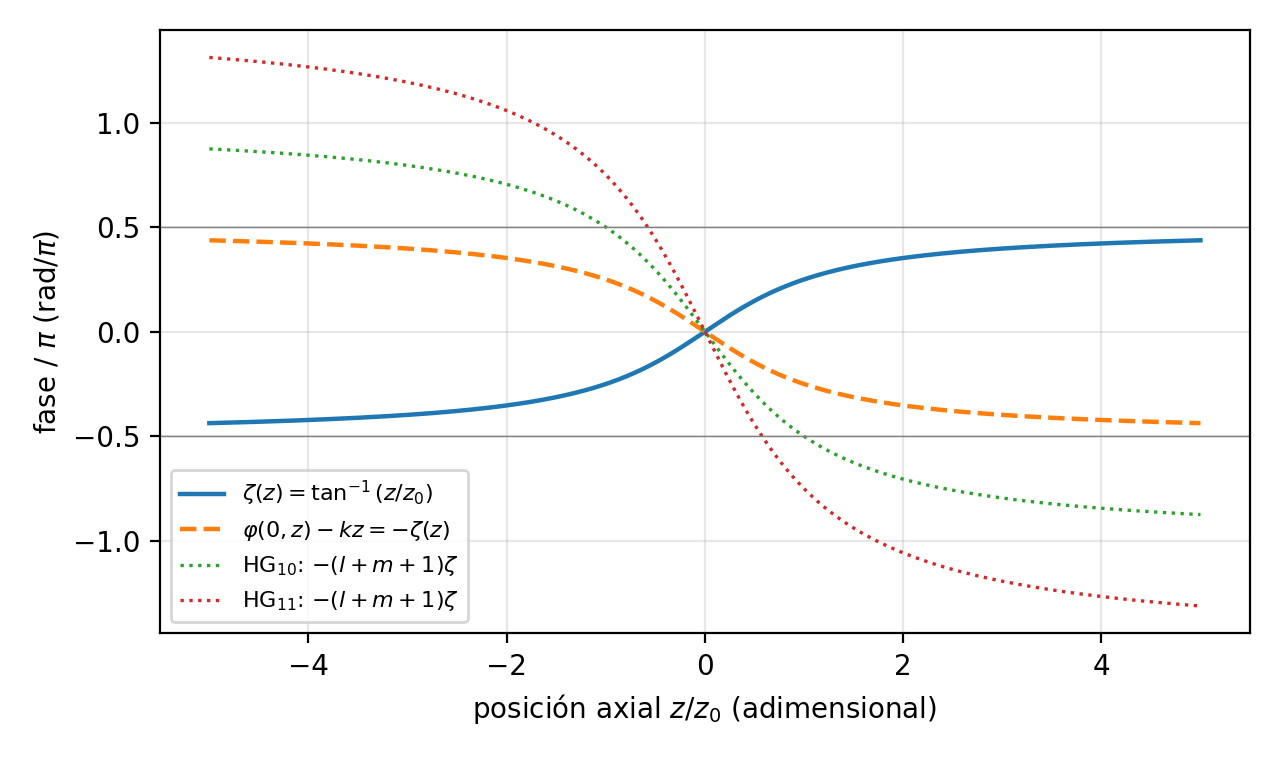 1.0
0.5
0.0
−0.5
−1.0
fase / π (rad/π)
ζ(z) = tan⁻¹(z/z₀)
φ(0, z) − kz = −ζ(z)
HG₁₀: −(l + m + 1)ζ
HG₁₁: −(l + m + 1)ζ
−4 −2 0 2 4
posición axial z/z₀ (adimensional)